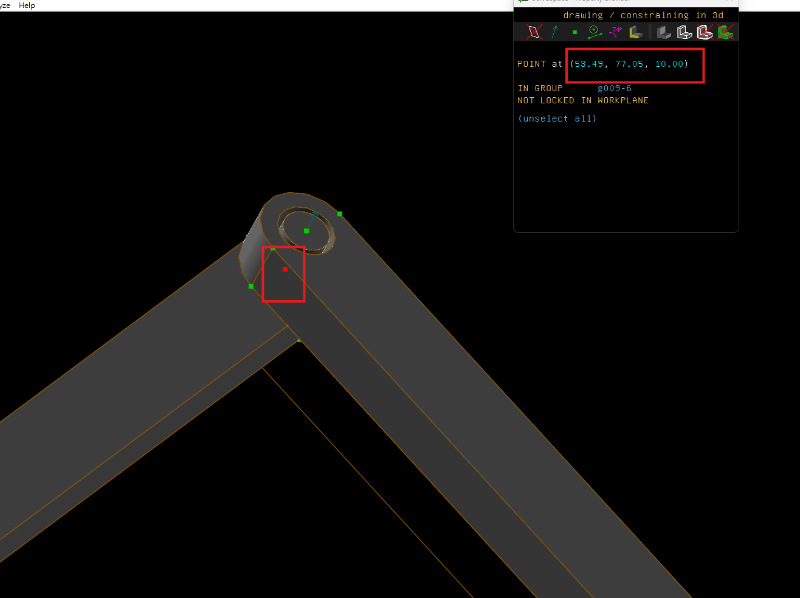 yze Help
drawing / constraining in 3d
POINT at (53.49, 77.05, 10.00)
IN GROUP g009-6
NOT LOCKED IN WORKPLANE
(unselect all)